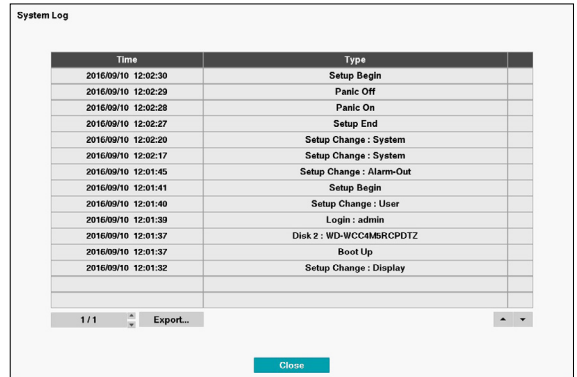 System Log
Time Type
2016/09/10 12:02:30 Setup Begin
2016/09/10 12:02:29 Panic Off
2016/09/10 12:02:28 Panic On
2016/09/10 12:02:27 Setup End
2016/09/10 12:02:20 Setup Change : System
2016/09/10 12:02:17 Setup Change : System
2016/09/10 12:01:45 Setup Change : Alarm-Out
2016/09/10 12:01:41 Setup Begin
2016/09/10 12:01:40 Setup Change : User
2016/09/10 12:01:39 Login : admin
2016/09/10 12:01:37 Disk 2 : WD-WCC4M5RCPDTZ
2016/09/10 12:01:37 Boot Up
2016/09/10 12:01:32 Setup Change : Display
1 / 1 Export...
Close